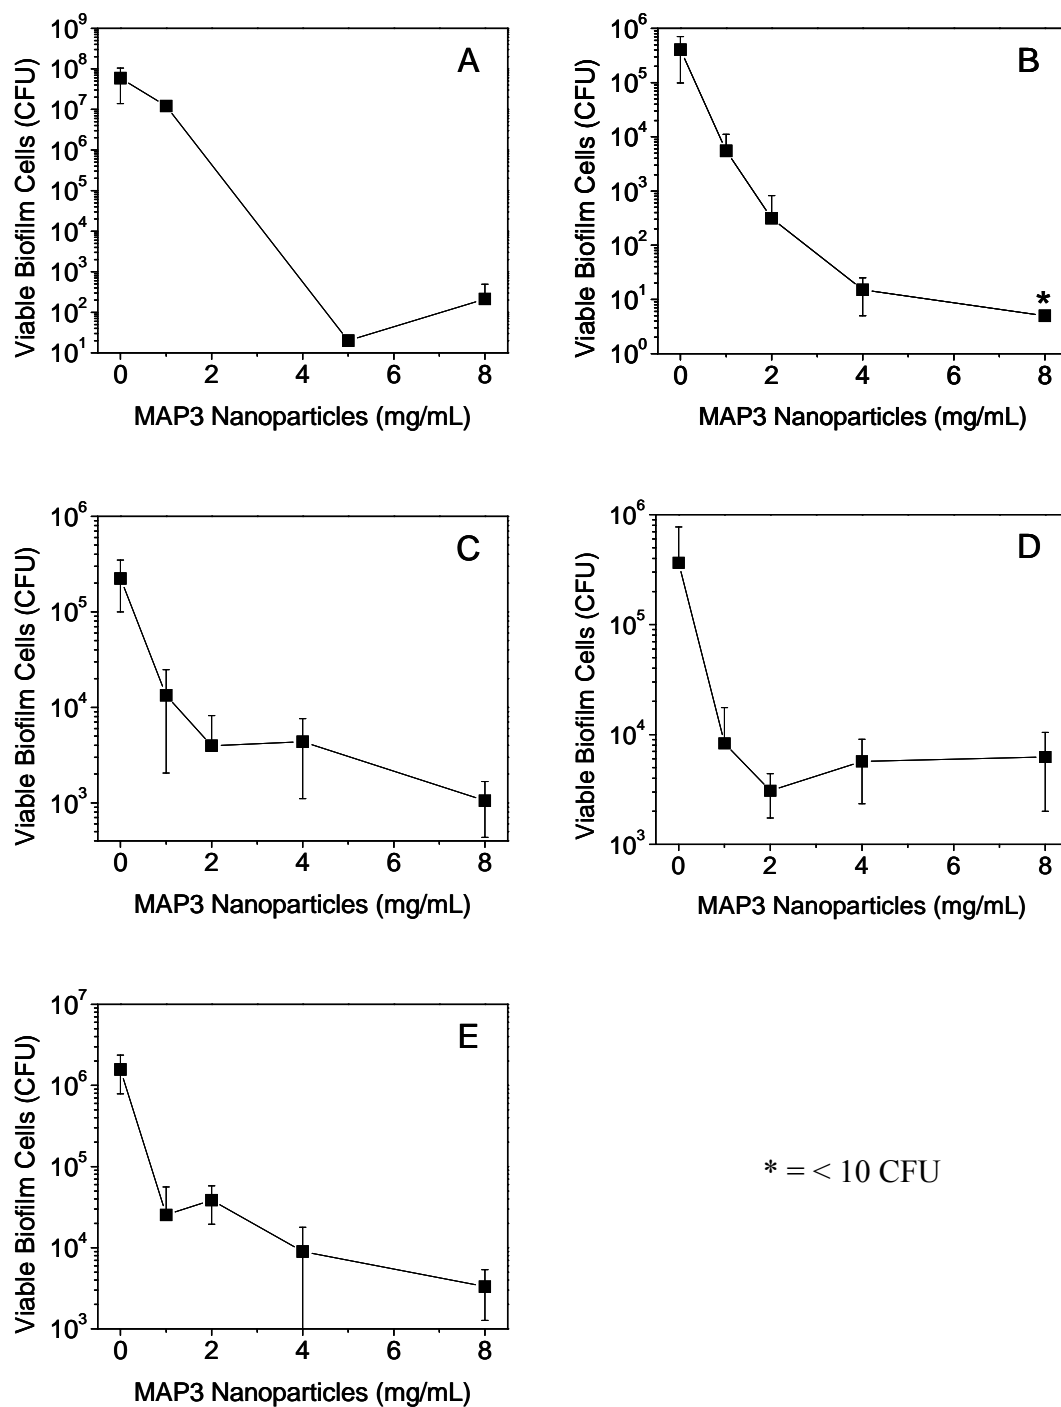 A
Viable Biofilm Cells (CFU)
10⁹
10⁸
10⁷
10⁶
10⁵
10⁴
10³
10²
10¹
0 2 4 6 8
MAP3 Nanoparticles (mg/mL)
B
Viable Biofilm Cells (CFU)
10⁶
10⁵
10⁴
10³
10²
10¹
10⁰
*
0 2 4 6 8
MAP3 Nanoparticles (mg/mL)
C
Viable Biofilm Cells (CFU)
10⁶
10⁵
10⁴
10³
0 2 4 6 8
MAP3 Nanoparticles (mg/mL)
D
Viable Biofilm Cells (CFU)
10⁶
10⁵
10⁴
10³
0 2 4 6 8
MAP3 Nanoparticles (mg/mL)
E
Viable Biofilm Cells (CFU)
10⁷
10⁶
10⁵
10⁴
10³
0 2 4 6 8
MAP3 Nanoparticles (mg/mL)
* = < 10 CFU